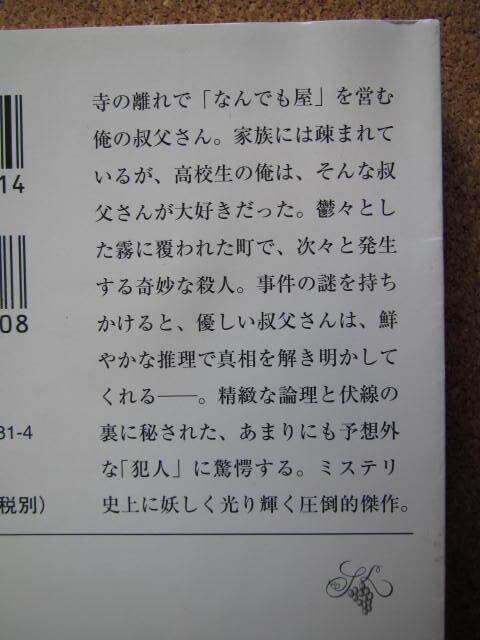 寺の離れで「なんでも屋」を営む
俺の叔父さん。家族には疎まれて
いるが、高校生の俺は、そんな叔
父さんが大好きだった。鬱々とし
た霧に覆われた町で、次々と発生
する奇妙な殺人。事件の謎を持ち
かけると、優しい叔父さんは、鮮
やかな推理で真相を解き明かして
くれる――。精緻な論理と伏線の
裏に秘された、あまりにも予想外
な「犯人」に驚愕する。ミステリ
史上に妖しく光り輝く圧倒的傑作。
14
08
31-4
税別）